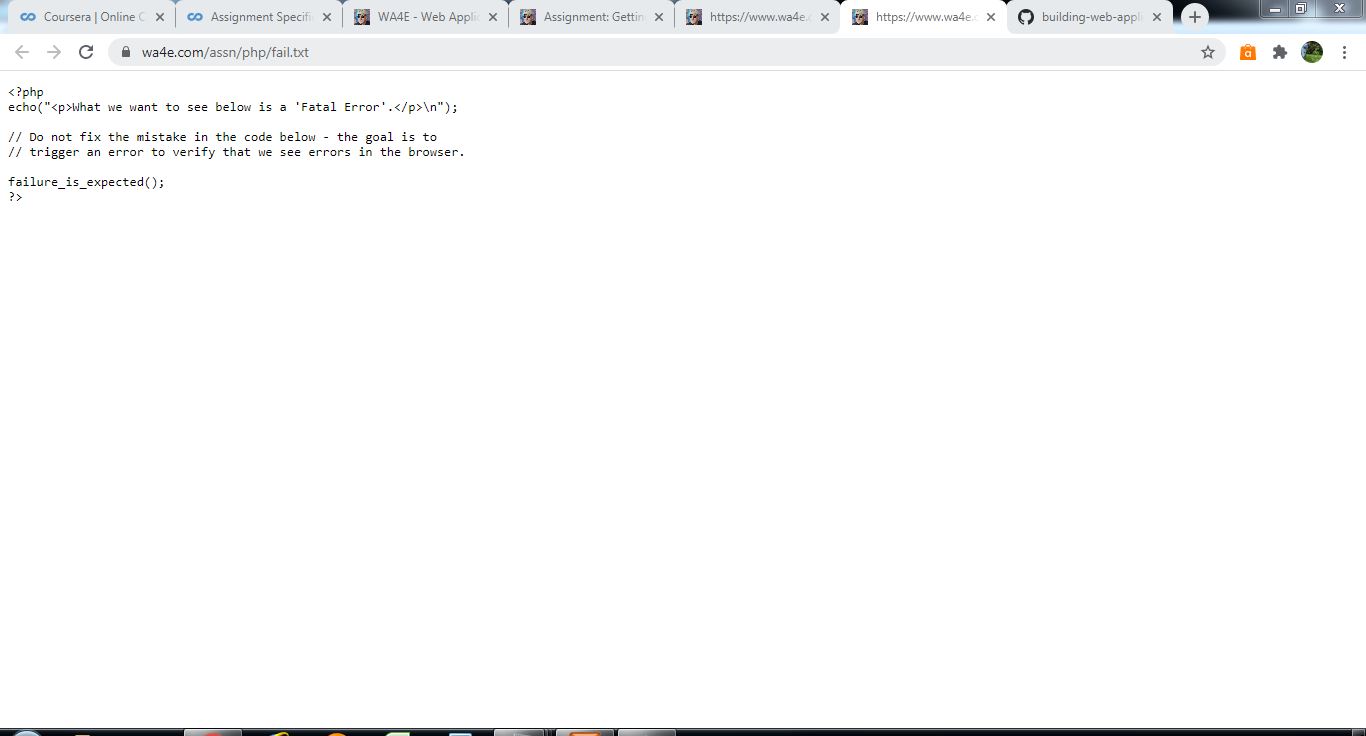 Coursera | Online C
Assignment Specifi
WA4E - Web Applic
Assignment: Gettin
https://www.wa4e.c
https://www.wa4e.c
building-web-appli
wa4e.com/assn/php/fail.txt
<?php
echo("<p>What we want to see below is a 'Fatal Error'.</p>\n");
// Do not fix the mistake in the code below - the goal is to
// trigger an error to verify that we see errors in the browser.
failure_is_expected();
?>